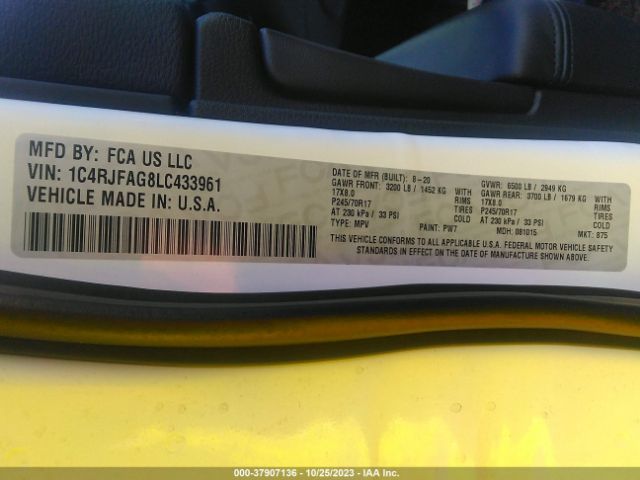 MFD BY: FCA US LLC
VIN: 1C4RJFAG8LC433961
VEHICLE MADE IN: U.S.A.
DATE OF MFR (BUILT): 8-20 GVWR: 6500 LB / 2949 KG
GAWR FRONT: 3200 LB / 1452 KG WITH GAWR REAR: 3700 LB / 1679 KG WITH
17X8.0 RIMS 17X8.0 RIMS
P245/70R17 TIRES P245/70R17 TIRES
AT 230 kPa / 33 PSI COLD AT 230 kPa / 33 PSI COLD
TYPE: MPV PAINT: PW7 MDH: 081015 MKT: 875
THIS VEHICLE CONFORMS TO ALL APPLICABLE U.S.A. FEDERAL MOTOR VEHICLE SAFETY
STANDARDS IN EFFECT ON THE DATE OF MANUFACTURE SHOWN ABOVE.
000-37907136 - 10/25/2023 - IAA Inc.